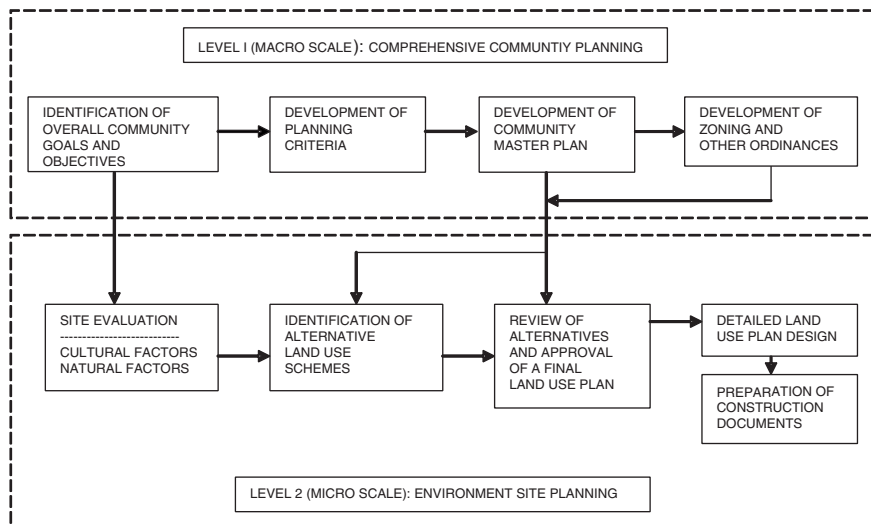 LEVEL I (MACRO SCALE): COMPREHENSIVE COMMUNTIY PLANNING
IDENTIFICATION OF
OVERALL COMMUNITY
GOALS AND
OBJECTIVES
DEVELOPMENT OF
PLANNING
CRITERIA
DEVELOPMENT OF
COMMUNITY
MASTER PLAN
DEVELOPMENT OF
ZONING AND
OTHER ORDINANCES
SITE EVALUATION
---------------------------
CULTURAL FACTORS
NATURAL FACTORS
IDENTIFICATION OF
ALTERNATIVE
LAND USE
SCHEMES
REVIEW OF
ALTERNATIVES
AND APPROVAL
OF A FINAL
LAND USE PLAN
DETAILED LAND
USE PLAN DESIGN
PREPARATION OF
CONSTRUCTION
DOCUMENTS
LEVEL 2 (MICRO SCALE): ENVIRONMENT SITE PLANNING